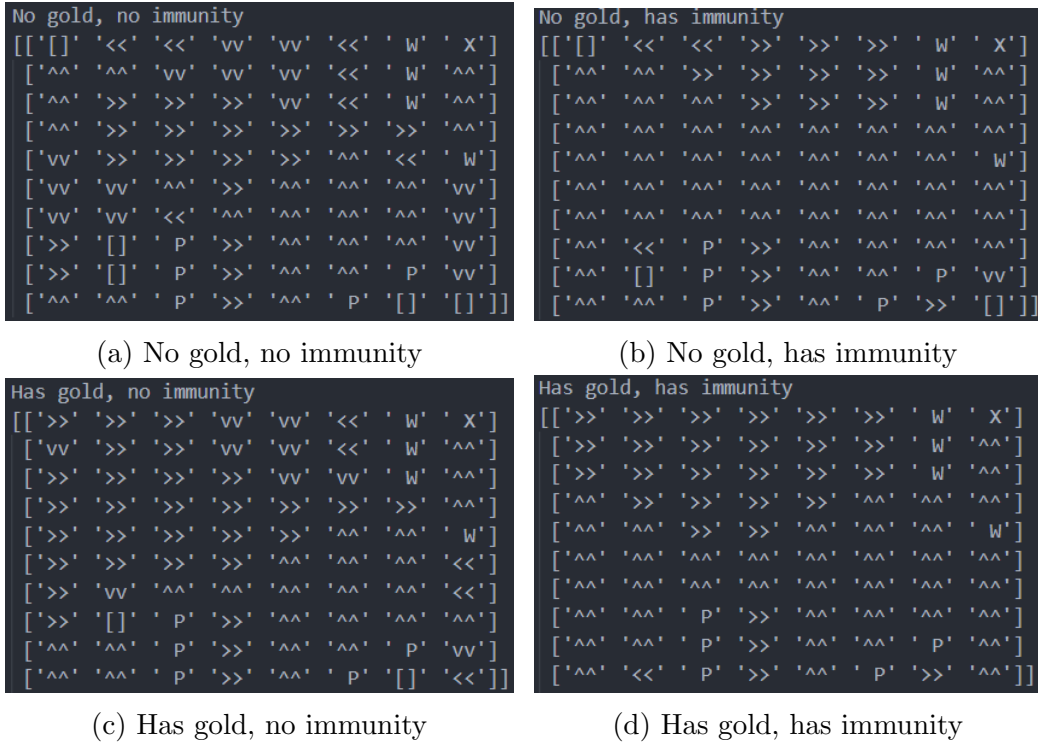 No gold, no immunity
[['[]' '<<' '<<' 'vv' 'vv' '<<' ' W' ' X']
['^^' '^^' 'vv' 'vv' 'vv' '<<' ' W' '^^']
['^^' '>>' '>>' '>>' 'vv' '<<' ' W' '^^']
['^^' '>>' '>>' '>>' '>>' '>>' '>>' '^^']
['vv' '>>' '>>' '>>' '>>' '^^' '<<' ' W']
['vv' 'vv' '^^' '>>' '^^' '^^' '^^' 'vv']
['vv' 'vv' '<<' '^^' '^^' '^^' '^^' 'vv']
['>>' '[]' ' P' '>>' '^^' '^^' '^^' 'vv']
['>>' '[]' ' P' '>>' '^^' '^^' ' P' 'vv']
['^^' '^^' ' P' '>>' '^^' ' P' '[]' '[]']]
(a) No gold, no immunity
No gold, has immunity
[['[]' '<<' '<<' '>>' '>>' '>>' ' W' ' X']
['^^' '^^' '>>' '>>' '>>' '>>' ' W' '^^']
['^^' '^^' '^^' '>>' '>>' '>>' ' W' '^^']
['^^' '^^' '^^' '^^' '^^' '^^' '^^' '^^']
['^^' '^^' '^^' '^^' '^^' '^^' '^^' ' W']
['^^' '^^' '^^' '^^' '^^' '^^' '^^' '^^']
['^^' '^^' '^^' '^^' '^^' '^^' '^^' '^^']
['^^' '<<' ' P' '>>' '^^' '^^' '^^' '^^']
['^^' '[]' ' P' '>>' '^^' '^^' ' P' 'vv']
['^^' '^^' ' P' '>>' '^^' ' P' '>>' '[]']]
(b) No gold, has immunity
Has gold, no immunity
[['>>' '>>' '>>' 'vv' 'vv' '<<' ' W' ' X']
['vv' '>>' '>>' 'vv' 'vv' '<<' ' W' '^^']
['>>' '>>' '>>' '>>' 'vv' 'vv' ' W' '^^']
['>>' '>>' '>>' '>>' '>>' '>>' '>>' '^^']
['>>' '>>' '>>' '>>' '>>' '^^' '^^' ' W']
['>>' '>>' '>>' '>>' '^^' '^^' '^^' '<<']
['>>' 'vv' '^^' '^^' '^^' '^^' '^^' '<<']
['>>' '[]' ' P' '>>' '^^' '^^' '^^' '^^']
['^^' '^^' ' P' '>>' '^^' '^^' ' P' 'vv']
['^^' '^^' ' P' '>>' '^^' ' P' '[]' '<<']]
(c) Has gold, no immunity
Has gold, has immunity
[['>>' '>>' '>>' '>>' '>>' '>>' ' W' ' X']
['>>' '>>' '>>' '>>' '>>' '>>' ' W' '^^']
['>>' '>>' '>>' '>>' '>>' '>>' ' W' '^^']
['^^' '>>' '>>' '>>' '>>' '^^' '^^' '^^']
['^^' '^^' '>>' '>>' '^^' '^^' '^^' ' W']
['^^' '^^' '^^' '^^' '^^' '^^' '^^' '^^']
['^^' '^^' '^^' '^^' '^^' '^^' '^^' '^^']
['^^' '^^' ' P' '>>' '^^' '^^' '^^' '^^']
['^^' '^^' ' P' '>>' '^^' '^^' ' P' '^^']
['^^' '<<' ' P' '>>' '^^' ' P' '>>' '^^']]
(d) Has gold, has immunity